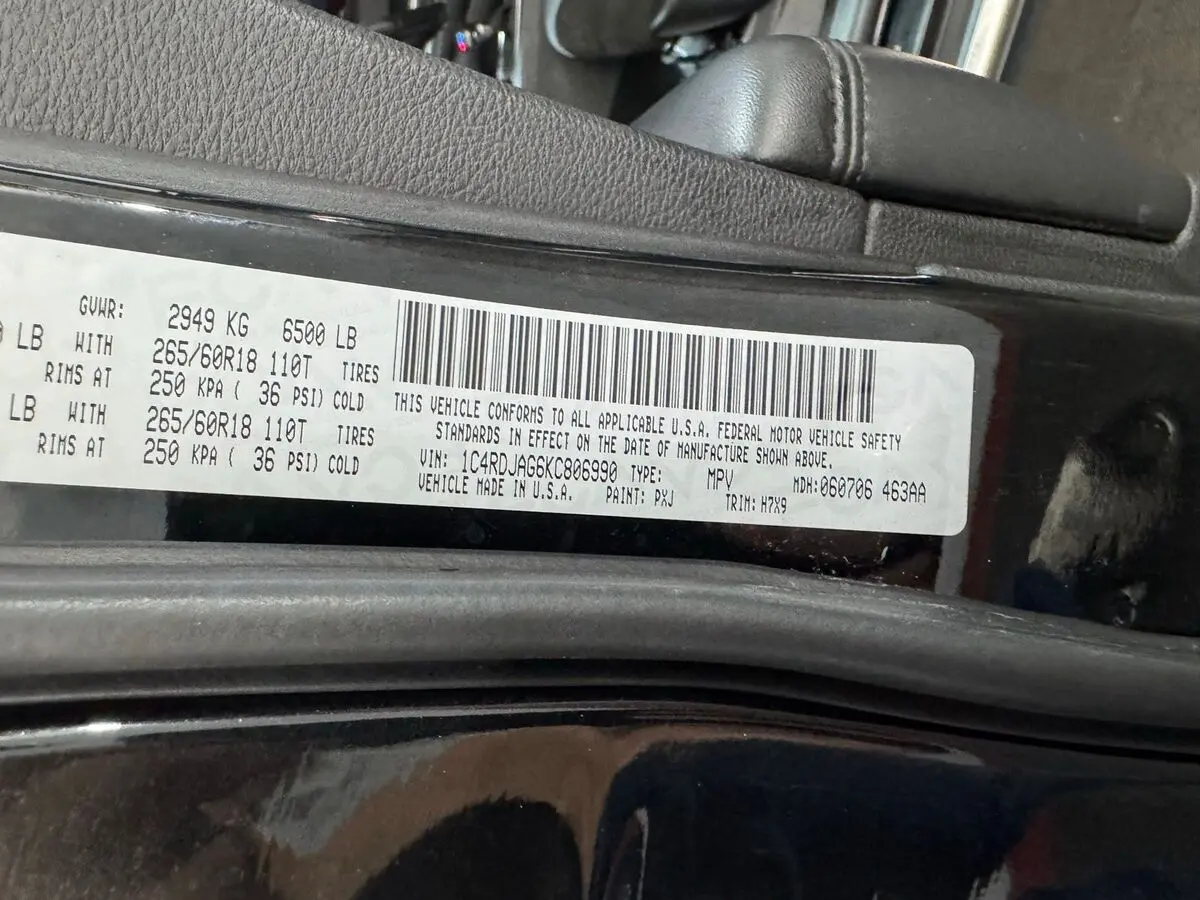 GVWR: 2949 KG 6500 LB
LB WITH 265/60R18 110T TIRES
RIMS AT 250 KPA ( 36 PSI) COLD
LB WITH 265/60R18 110T TIRES
RIMS AT 250 KPA ( 36 PSI) COLD
THIS VEHICLE CONFORMS TO ALL APPLICABLE U.S.A. FEDERAL MOTOR VEHICLE SAFETY
STANDARDS IN EFFECT ON THE DATE OF MANUFACTURE SHOWN ABOVE.
VIN: 1C4RDJAG6KC806990 TYPE: MPV MDH:060706 463AA
VEHICLE MADE IN U.S.A. PAINT: PXJ TRIM: H7X9